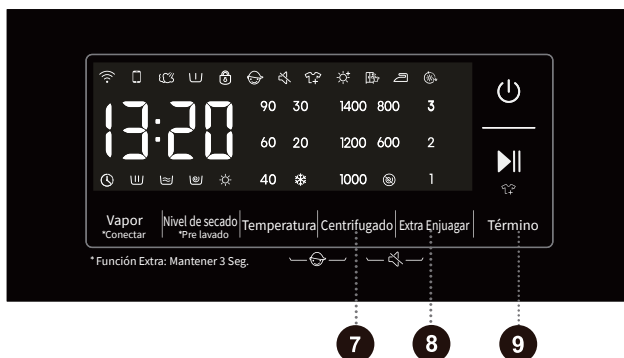 90 30 1400 800 3
13:20
60 20 1200 600 2
40 1000 1
Vapor Nivel de secado Temperatura Centrifugado Extra Enjuagar Término
*Conectar *Pre lavado
*Función Extra: Mantener 3 Seg.
7 8 9